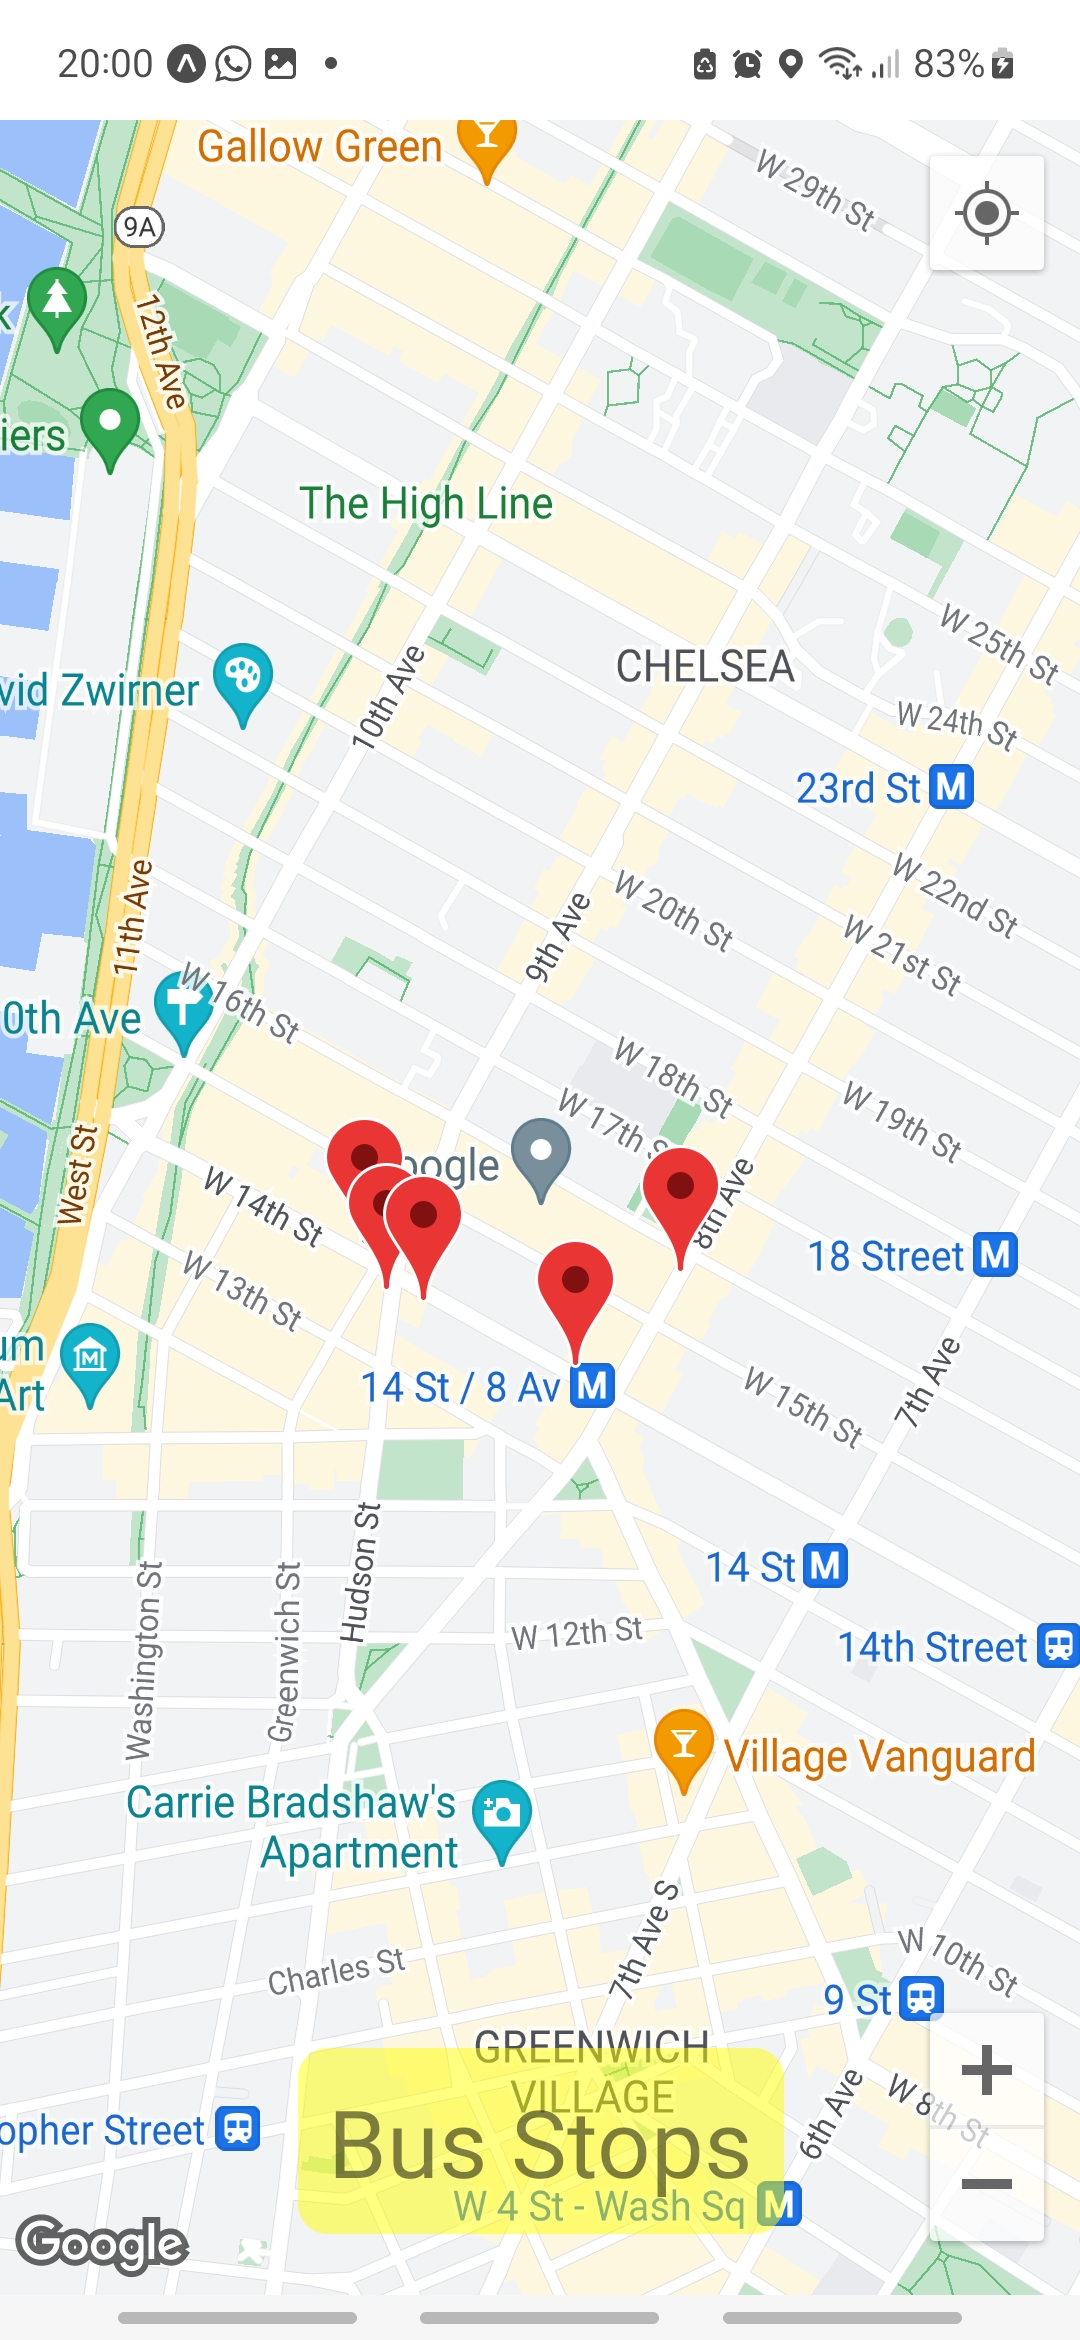 20:00
83%
Gallow Green
W 29th St
9A
12th Ave
k
iers
The High Line
W 25th St
CHELSEA
10th Ave
vid Zwirner
W 24th St
23rd St M
W 22nd St
W 20th St
11th Ave
9th Ave
W 21st St
W 16th St
0th Ave
W 18th St
W 17th S
W 19th St
West St
oogle
W 14th St
8th Ave
18 Street M
W 13th St
um
Art
14 St / 8 Av M
W 15th St
7th Ave
Hudson St
14 St M
Washington St
Greenwich St
W 12th St
14th Street
Village Vanguard
Carrie Bradshaw's
Apartment
7th Ave S
W 10th St
Charles St
9 St
GREENWICH
VILLAGE
6th Ave
W 8th St
opher Street
Bus Stops
W 4 St - Wash Sq M
Google